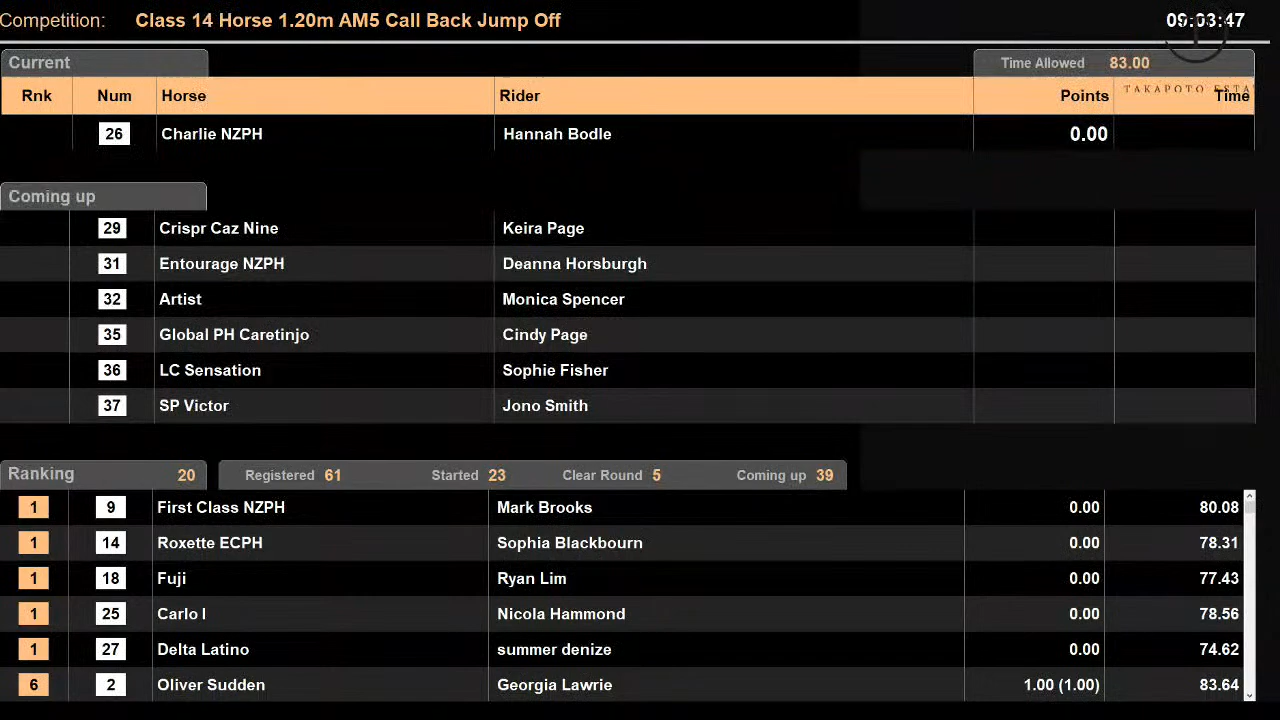 Competition: Class 14 Horse 1.20m AM5 Call Back Jump Off 09:03:47
Current Time Allowed 83.00
Rnk Num Horse Rider Points Time
TAKAPOTO ESTA
26 Charlie NZPH Hannah Bodle 0.00
Coming up
29 Crispr Caz Nine Keira Page
31 Entourage NZPH Deanna Horsburgh
32 Artist Monica Spencer
35 Global PH Caretinjo Cindy Page
36 LC Sensation Sophie Fisher
37 SP Victor Jono Smith
Ranking 20 Registered 61 Started 23 Clear Round 5 Coming up 39
1 9 First Class NZPH Mark Brooks 0.00 80.08
1 14 Roxette ECPH Sophia Blackbourn 0.00 78.31
1 18 Fuji Ryan Lim 0.00 77.43
1 25 Carlo I Nicola Hammond 0.00 78.56
1 27 Delta Latino summer denize 0.00 74.62
6 2 Oliver Sudden Georgia Lawrie 1.00 (1.00) 83.64